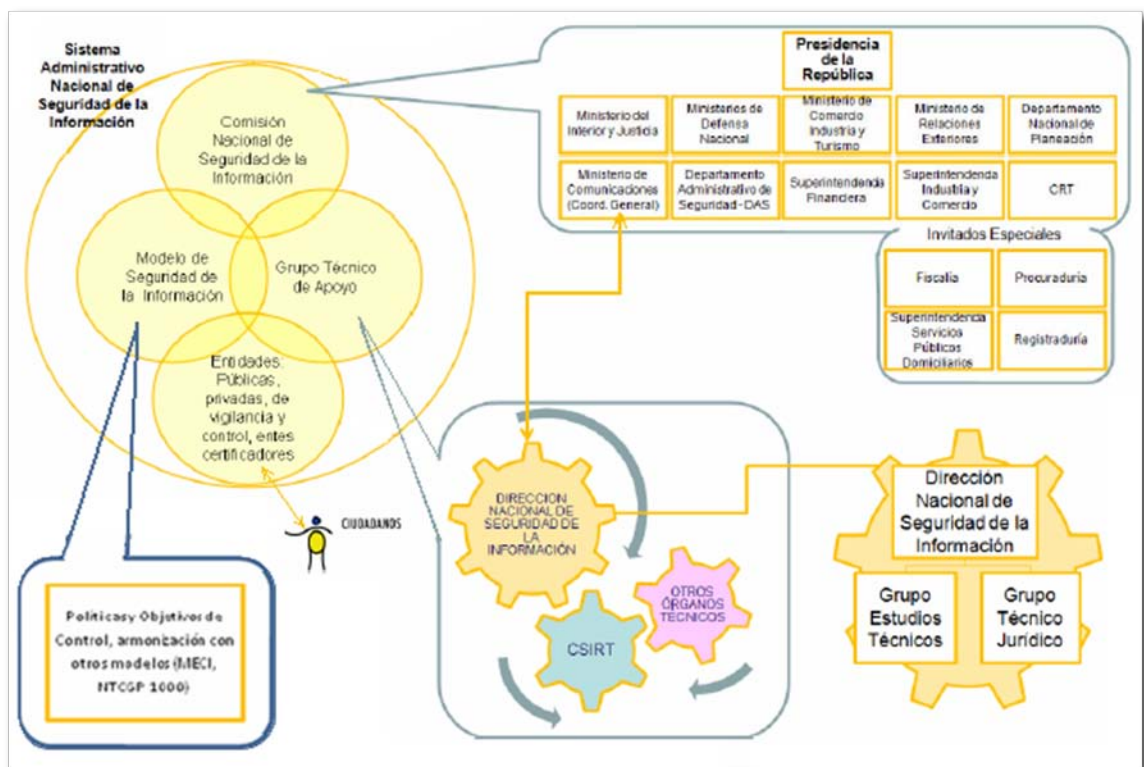 Sistema
Administrativo
Nacional de
Seguridad de la
Información
Comisión
Nacional de
Seguridad de la
Información
Modelo de
Seguridad de
la Información
Grupo Técnico
de Apoyo
Entidades:
Públicas,
privadas, de
vigilancia y
control, entes
certificadores
CIUDADANOS
Políticas y Objetivos de
Control, armonización con
otros modelos (MECI,
NTCGP 1000)
Presidencia
de la
República
Ministerio del
Interior y Justicia
Ministerios de
Defensa
Nacional
Ministerio de
Comercio
Industria y
Turismo
Ministerio de
Relaciones
Exteriores
Departamento
Nacional de
Planeación
Ministerio de
Comunicaciones
(Coord. General)
Departamento
Administrativo de
Seguridad -DAS
Superintendencia
Financiera
Superintendencia
Industria y
Comercio
CRT
Invitados Especiales
Fiscalía
Procuraduría
Superintendencia
Servicios
Públicos
Domiciliarios
Registraduría
DIRECCION
NACIONAL DE
SEGURIDAD DE
LA
INFORMACIÓN
OTROS
ÓRGANOS
TÉCNICOS
CSIRT
Dirección
Nacional de
Seguridad de la
Información
Grupo
Estudios
Técnicos
Grupo
Técnico
Jurídico